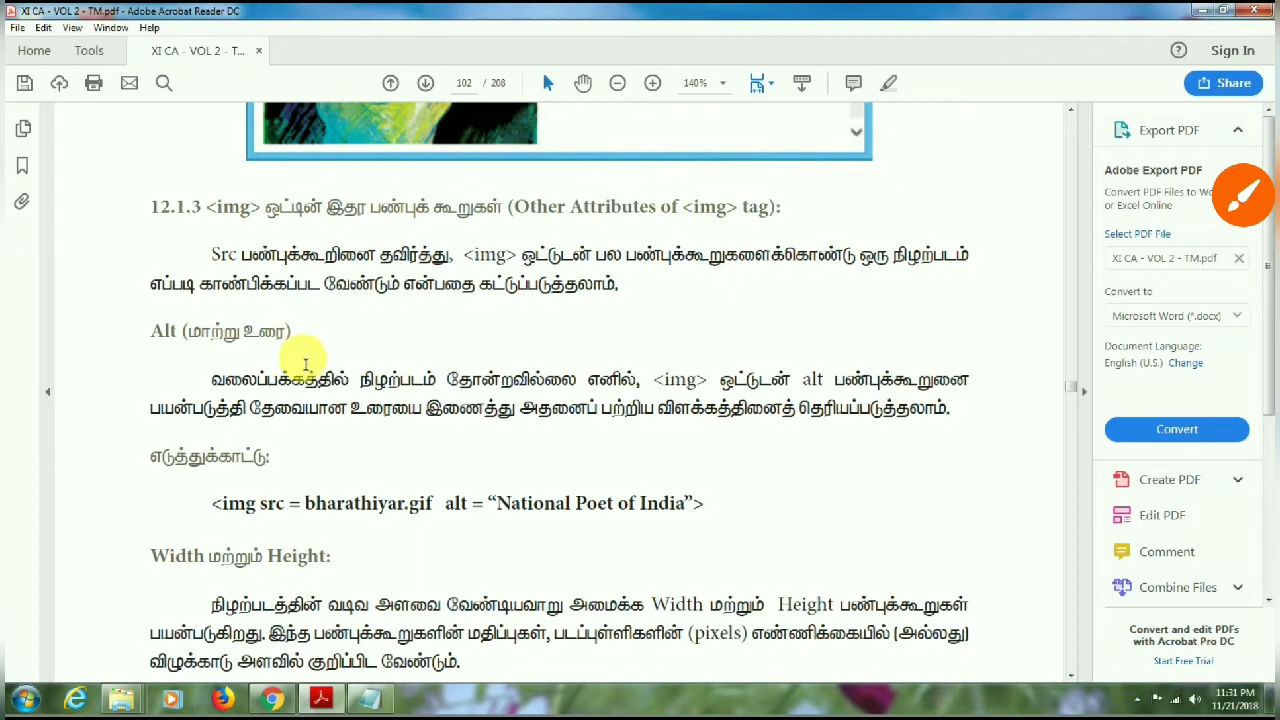 XI CA - VOL 2 - TM.pdf - Adobe Acrobat Reader DC
File Edit View Window Help
Home Tools XI CA - VOL 2 - T... × Sign In
102 / 208 140% Share
Export PDF
Adobe Export PDF
Convert PDF Files to Wo
or Excel Online
Select PDF File
XI CA - VOL 2 - TM.pdf
Convert to
Microsoft Word (*.docx)
Document Language:
English (U.S.) Change
Convert
Create PDF
Edit PDF
Comment
Combine Files
Convert and edit PDFs
with Acrobat Pro DC
Start Free Trial
12.1.3 <img> ஒட்டின் இதர பண்புக் கூறுகள் (Other Attributes of <img> tag):
Src பண்புக்கூறினை தவிர்த்து, <img> ஒட்டுடன் பல பண்புக்கூறுகளைக்கொண்டு ஒரு நிழற்படம்
எப்படி காண்பிக்கப்பட வேண்டும் என்பதை கட்டுப்படுத்தலாம்.
Alt (மாற்று உரை)
வலைப்பக்கத்தில் நிழற்படம் தோன்றவில்லை எனில், <img> ஒட்டுடன் alt பண்புக்கூறுனை
பயன்படுத்தி தேவையான உரையை இணைத்து அதனைப் பற்றிய விளக்கத்தினைத் தெரியப்படுத்தலாம்.
எடுத்துக்காட்டு:
<img src = bharathiyar.gif alt = “National Poet of India”>
Width மற்றும் Height:
நிழற்படத்தின் வடிவ அளவை வேண்டியவாறு அமைக்க Width மற்றும் Height பண்புக்கூறுகள்
பயன்படுகிறது. இந்த பண்புக்கூறுகளின் மதிப்புகள், படப்புள்ளிகளின் (pixels) எண்ணிக்கையில் (அல்லது)
விழுக்காடு அளவில் குறிப்பிட வேண்டும்.
11:31 PM
11/21/2018